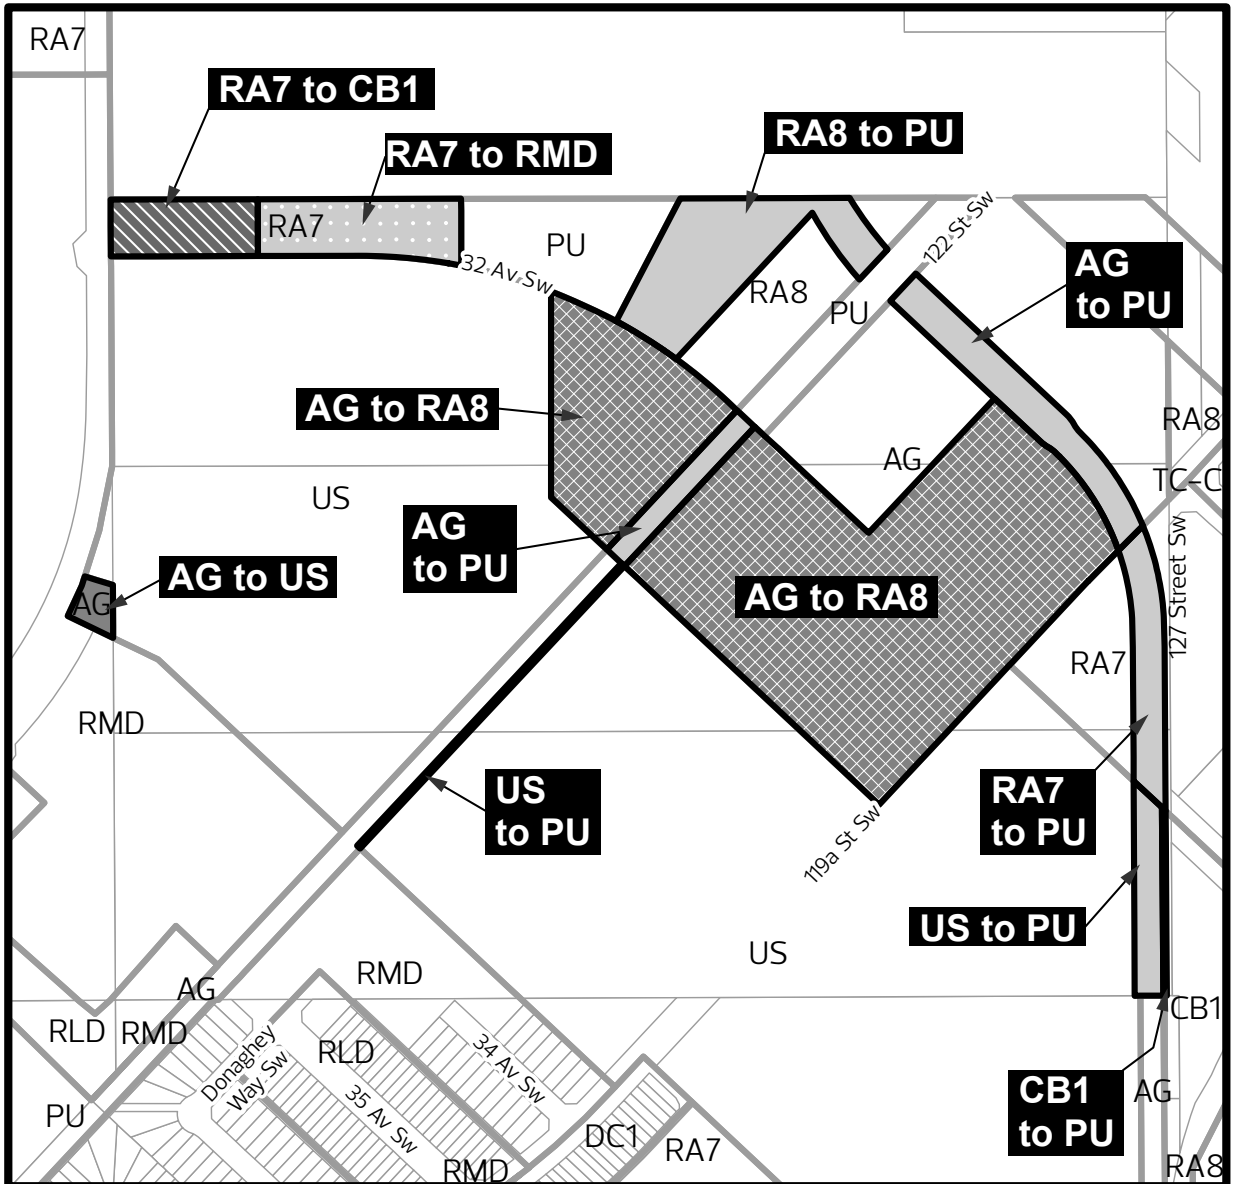 RA7
RA7 to CB1
RA7 to RMD
RA8 to PU
RA7
PU
32 Av Sw
122 St Sw
AG
to PU
RA8
PU
AG to RA8
RA8
AG
TC-C
US
AG
to PU
127 Street Sw
AG to US
AG
AG to RA8
RA7
RMD
US
to PU
RA7
to PU
119a St Sw
US to PU
US
RMD
AG
CB1
RLD
RMD
Donaghey
Way Sw
RLD
34 Av Sw
35 Av Sw
CB1
to PU
AG
PU
DC1
RA7
RMD
RA8